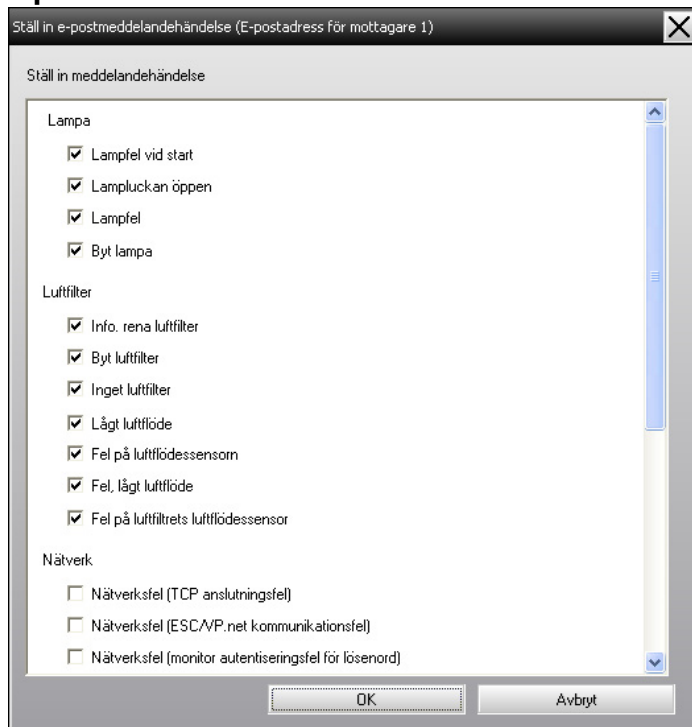 Ställ in e-postmeddelandehändelse (E-postadress för mottagare 1)
Ställ in meddelandehändelse
Lampa
Lampfel vid start
Lampluckan öppen
Lampfel
Byt lampa
Luftfilter
Info. rena luftfilter
Byt luftfilter
Inget luftfilter
Lågt luftflöde
Fel på luftflödessensorn
Fel, lågt luftflöde
Fel på luftfiltrets luftflödessensor
Nätverk
Nätverksfel (TCP anslutningsfel)
Nätverksfel (ESC/VP.net kommunikationsfel)
Nätverksfel (monitor autentiseringsfel för lösenord)
OK Avbryt